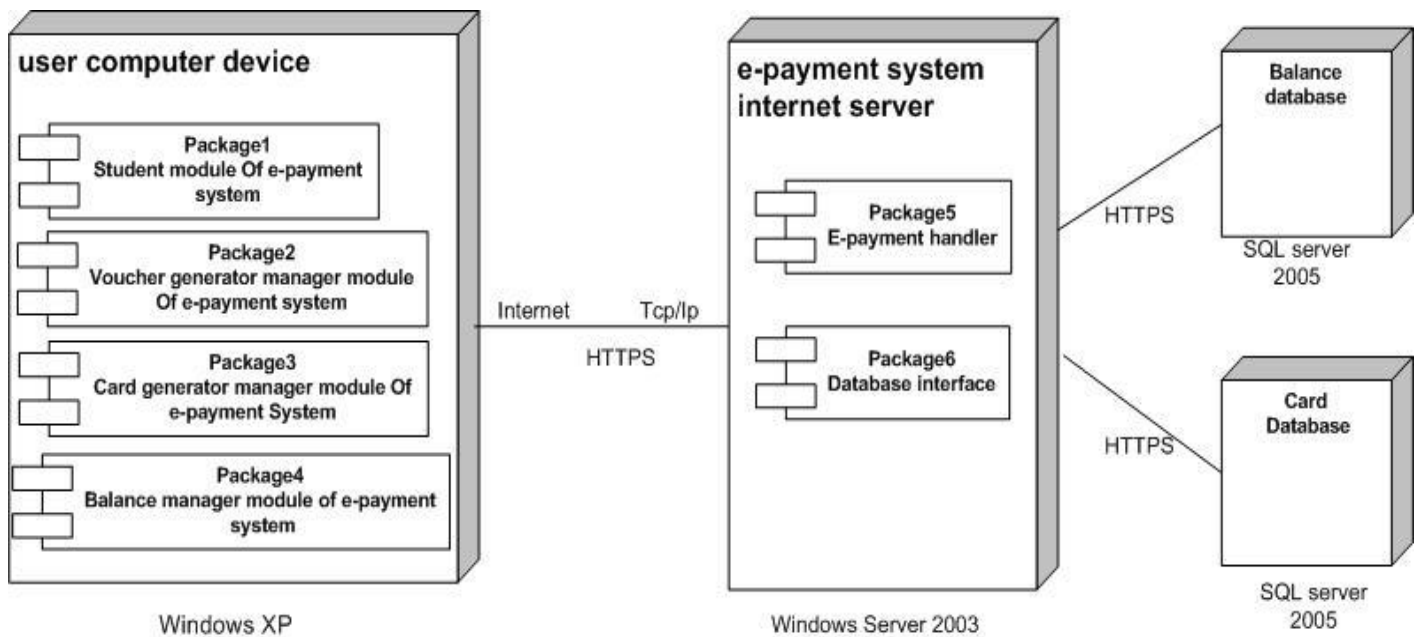 user computer device
Package1
Student module Of e-payment
system
Package2
Voucher generator manager module
Of e-payment system
Package3
Card generator manager module Of
e-payment System
Package4
Balance manager module of e-payment
system
Windows XP
Internet
Tcp/Ip
HTTPS
e-payment system
internet server
Package5
E-payment handler
Package6
Database interface
Windows Server 2003
HTTPS
Balance
database
SQL server
2005
HTTPS
Card
Database
SQL server
2005